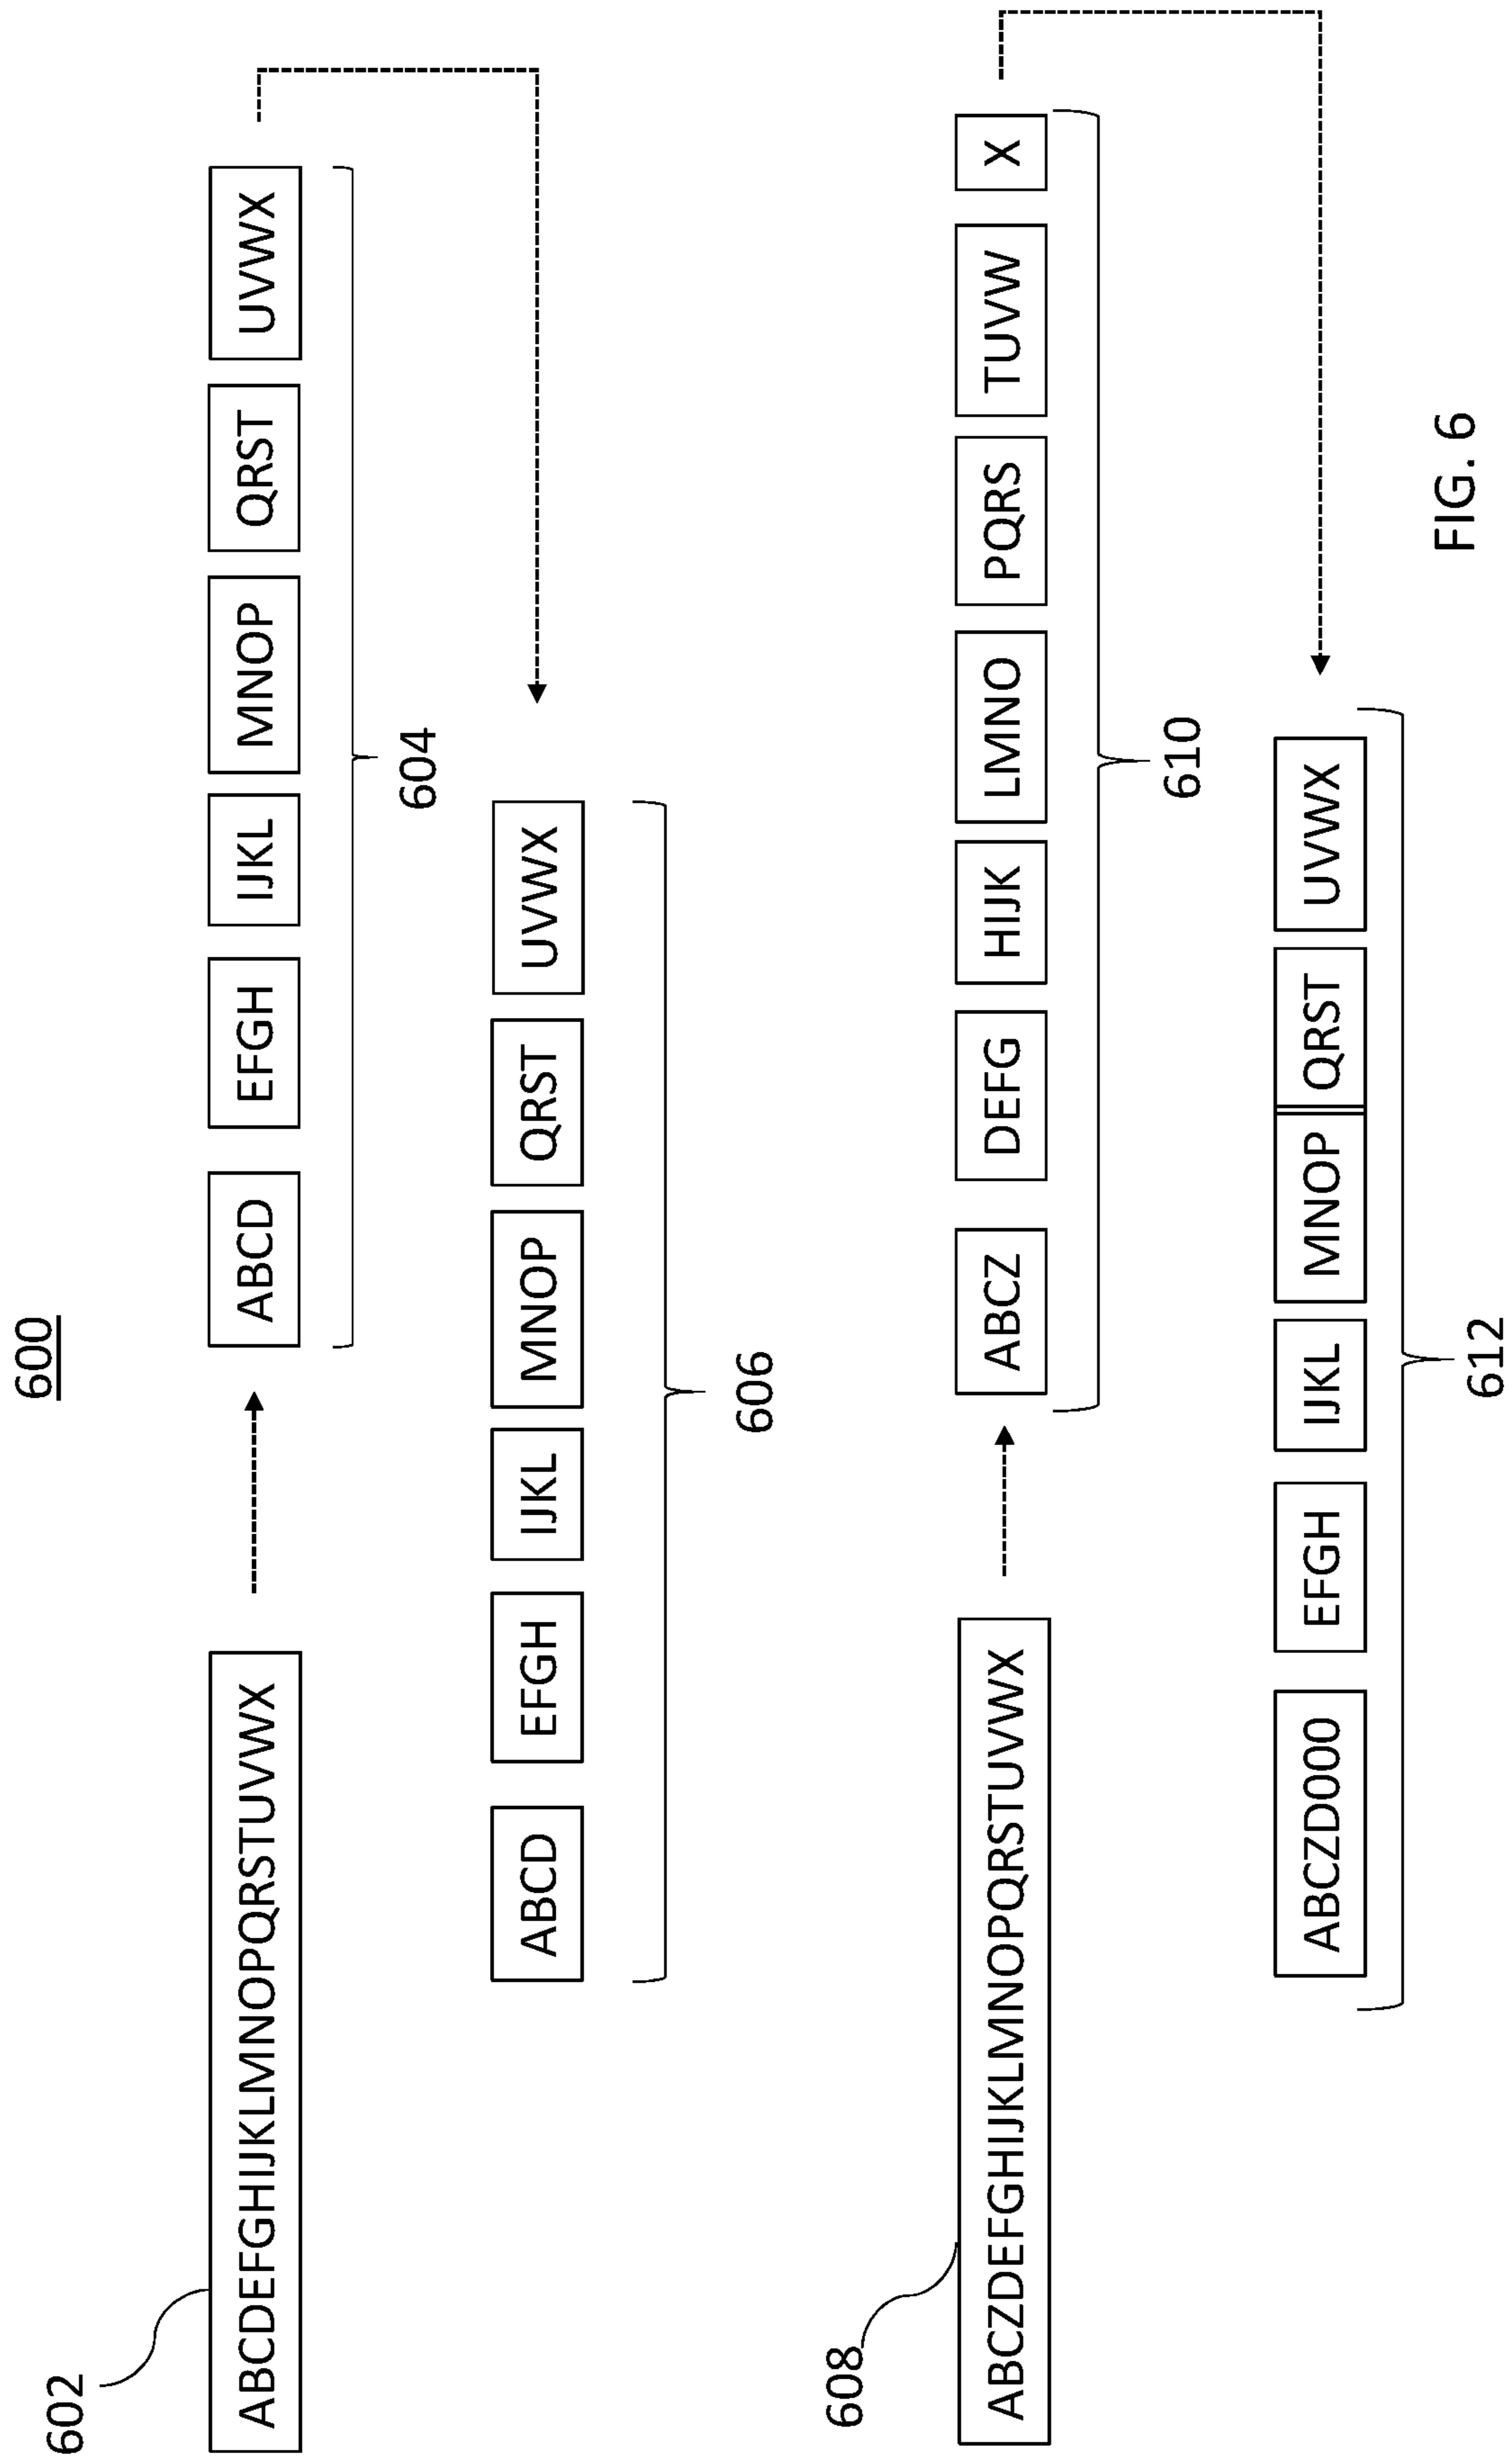 600
602
ABCDEFGHIJKLMNOPQRSTUVWX
ABCD EFGH IJKL MNOP QRST UVWX
604
ABCD EFGH IJKL MNOP QRST UVWX
606
608
ABCZDEFGHIJKLMNOPQRSTUVWX
ABCZ DEFG HIJK LMNO PQRS TUVW X
610
ABCZD000 EFGH IJKL MNOP QRST UVWX
612
FIG. 6